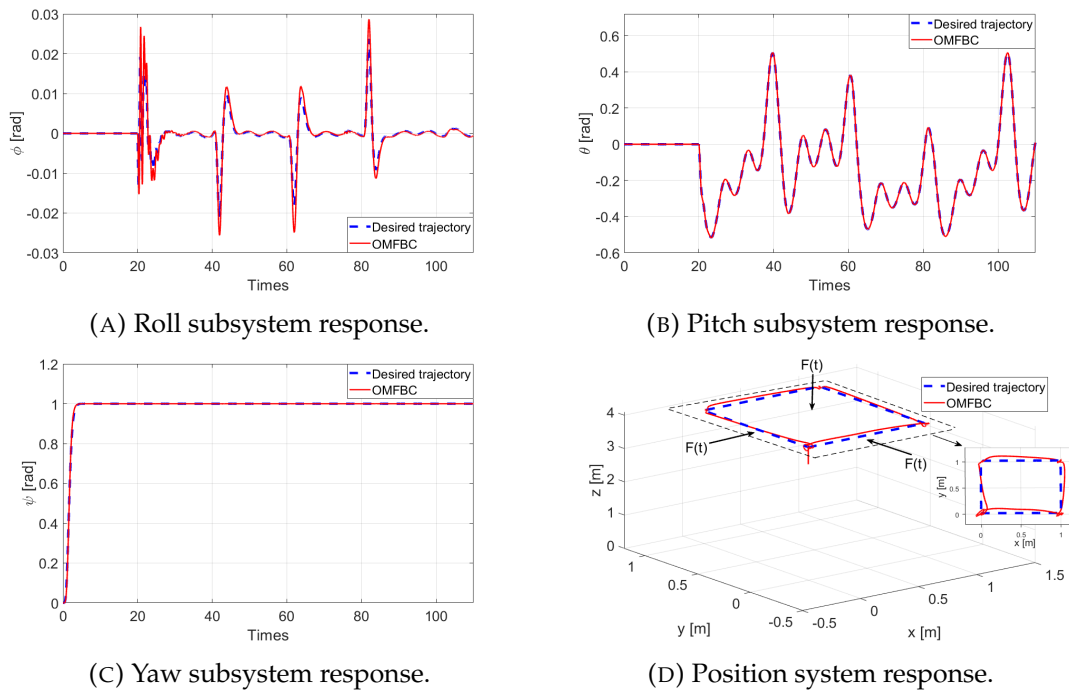 0.03
0.02
0.01
0
-0.01
-0.02
-0.03
ϕ [rad]
0 20 40 60 80 100
Times
Desired trajectory
OMFBC
(A) Roll subsystem response.
Desired trajectory
OMFBC
0.6
0.4
0.2
0
-0.2
-0.4
-0.6
θ [rad]
0 20 40 60 80 100
Times
(B) Pitch subsystem response.
1.2
1
0.8
0.6
0.4
0.2
0
ψ [rad]
Desired trajectory
OMFBC
0 20 40 60 80 100
Times
(C) Yaw subsystem response.
F(t)
Desired trajectory
OMFBC
4
3
2
1
0
z [m]
F(t)
F(t)
1
0.5
0
y [m]
0 0.5 1
x [m]
1
0.5
0
-0.5
y [m]
-0.5
0
0.5
1
1.5
x [m]
(D) Position system response.